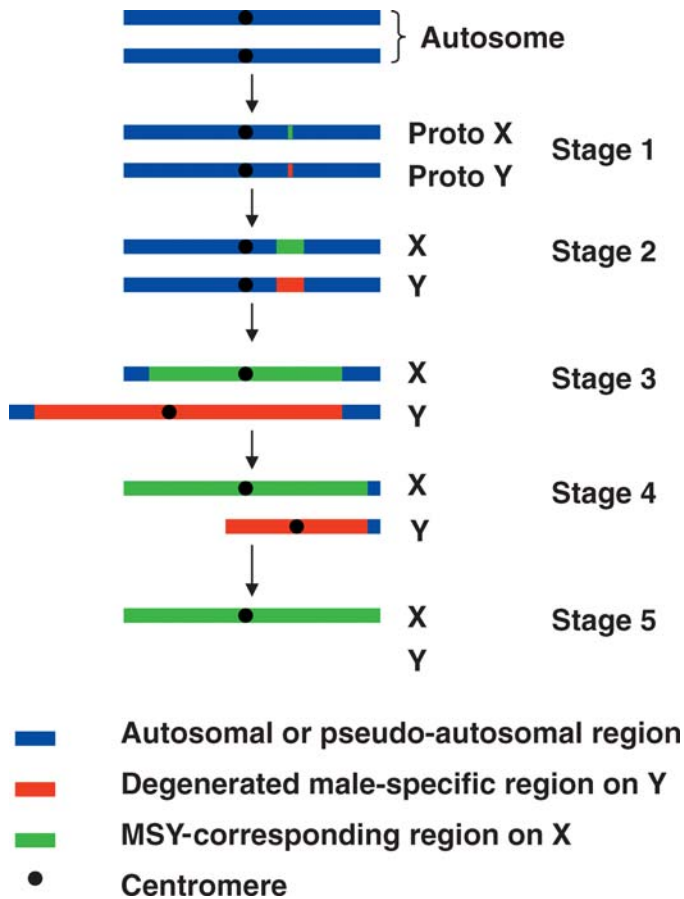 Autosome
Proto X
Proto Y
Stage 1
X
Y
Stage 2
X
Y
Stage 3
X
Y
Stage 4
X
Y
Stage 5
Autosomal or pseudo-autosomal region
Degenerated male-specific region on Y
MSY-corresponding region on X
Centromere